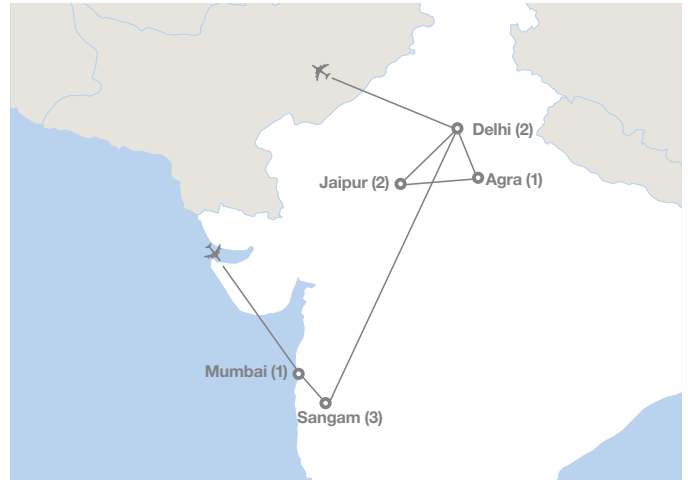 Delhi (2)
Jaipur (2)
Agra (1)
Mumbai (1)
Sangam (3)